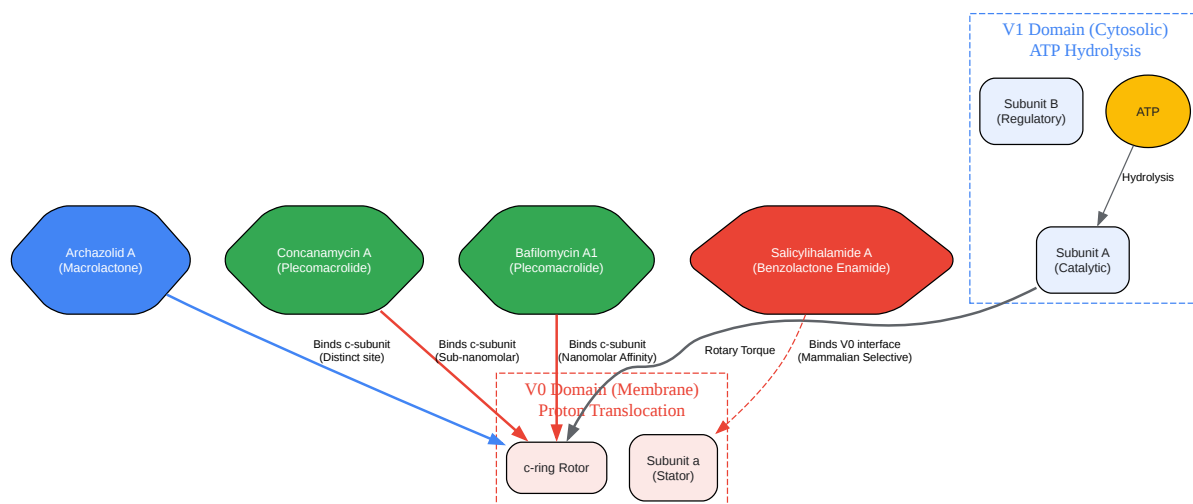 V1 Domain (Cytosolic)
ATP Hydrolysis
Subunit B
(Regulatory)
ATP
Hydrolysis
Archazolid A
(Macrolactone)
Concanamycin A
(Plecomacrolide)
Bafilomycin A1
(Plecomacrolide)
Salicylihalamide A
(Benzolactone Enamide)
Subunit A
(Catalytic)
Binds c-subunit
(Distinct site)
Binds c-subunit
(Sub-nanomolar)
Binds c-subunit
(Nanomolar Affinity)
Rotary Torque
Binds V0 interface
(Mammalian Selective)
V0 Domain (Membrane)
Proton Translocation
c-ring Rotor
Subunit a
(Stator)